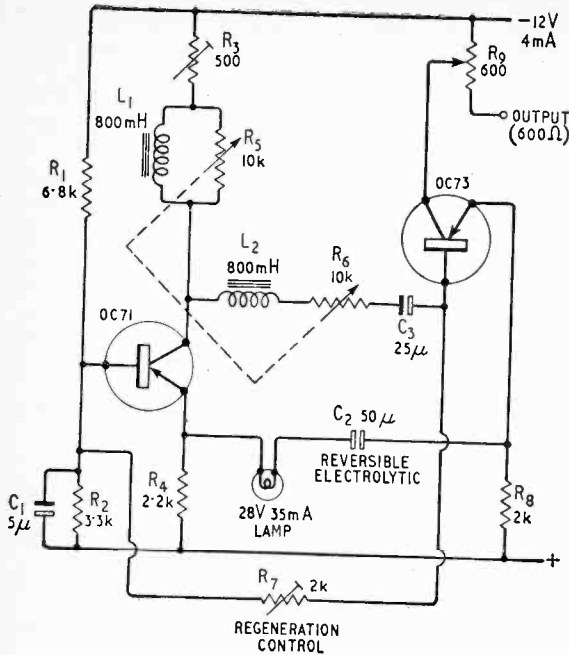 -12V
4mA
R3
500
R9
600
L1
800mH
R5
10k
OUTPUT
(600Ω)
R1
6·8k
OC73
L2
800mH
R6
10k
OC71
C3
25μ
C2 50μ
REVERSIBLE
ELECTROLYTIC
C1
5μ
R2
3·3k
R4
2·2k
28V 35mA
LAMP
R8
2k
+
R7
2k
REGENERATION
CONTROL